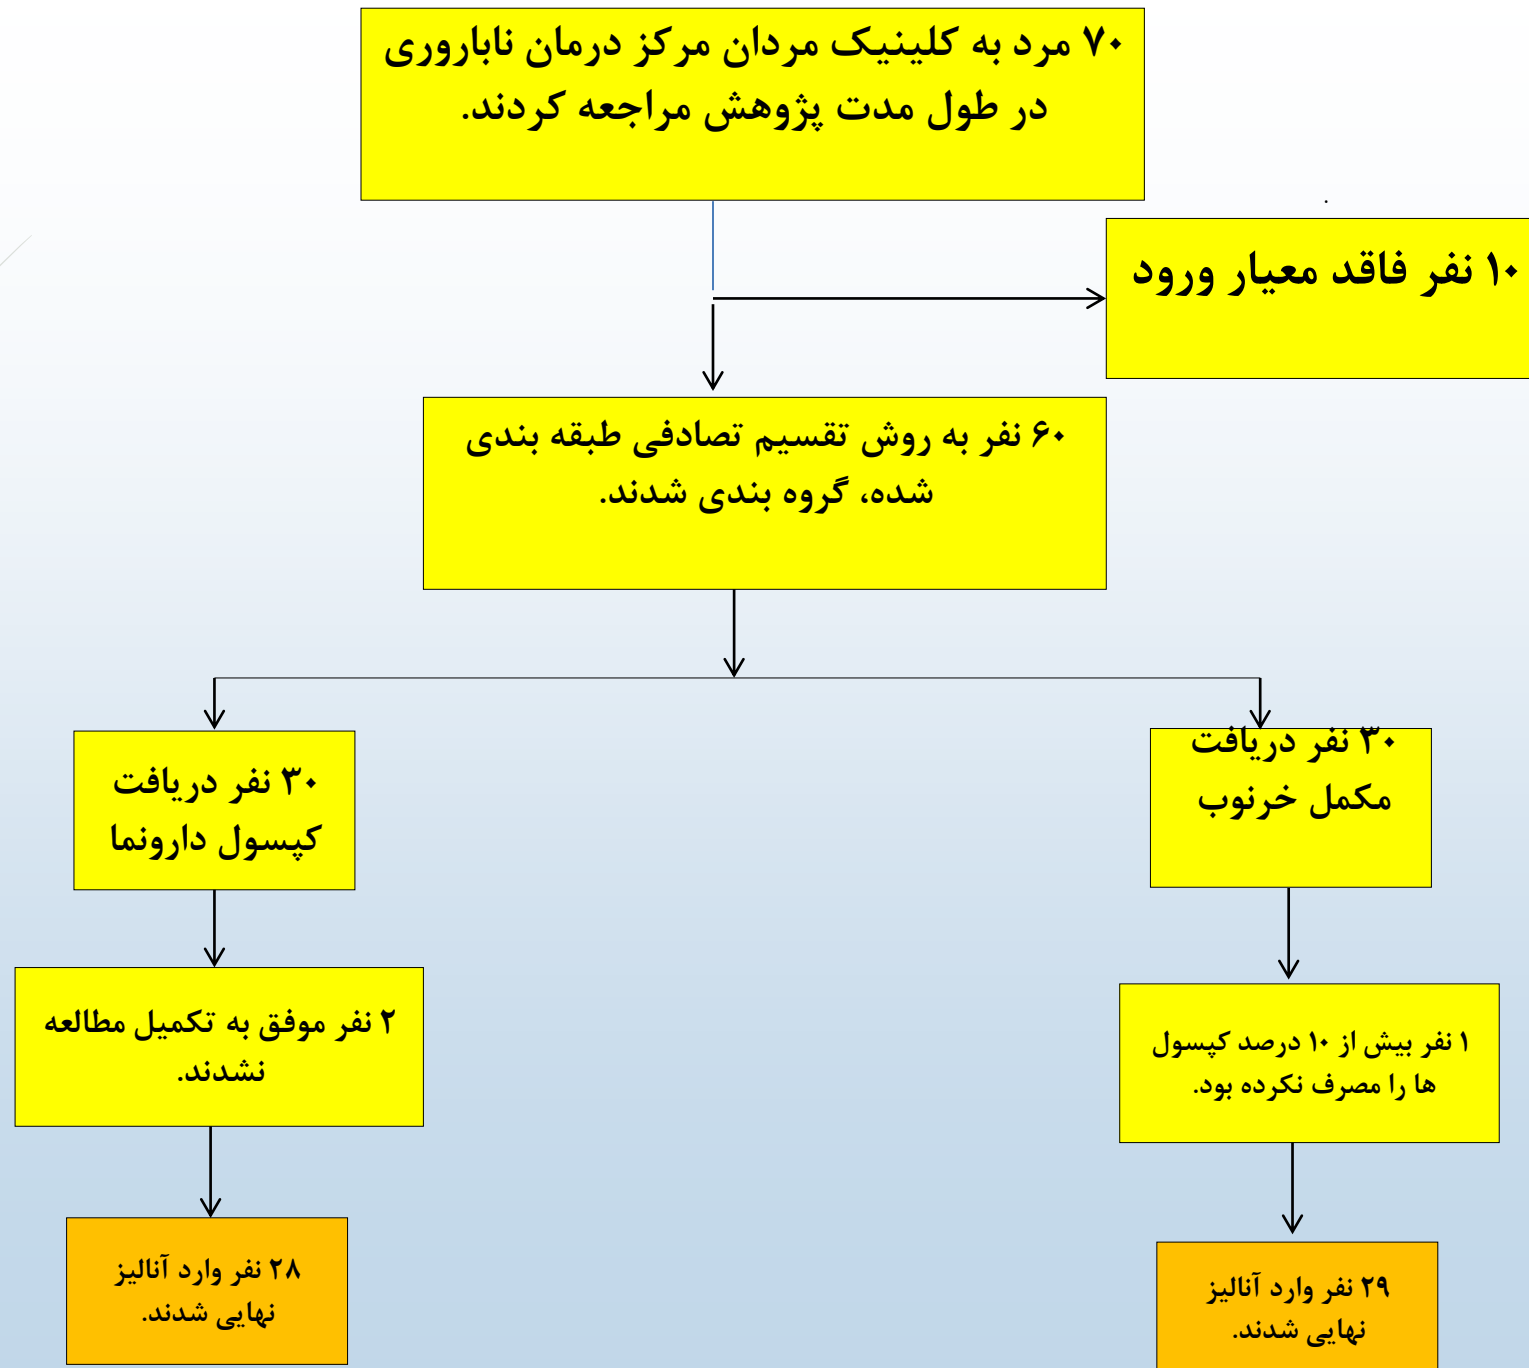 ۷۰ مرد به کلینیک مردان مرکز درمان ناباروری
در طول مدت پژوهش مراجعه کردند.
.
۱۰ نفر فاقد معیار ورود
۶۰ نفر به روش تقسیم تصادفی طبقه بندی
شده، گروه بندی شدند.
۳۰ نفر دریافت
مکمل خرنوب
۳۰ نفر دریافت
کپسول دارونما
۱ نفر بیش از ۱۰ درصد کپسول
ها را مصرف نکرده بود.
۲ نفر موفق به تکمیل مطالعه
نشدند.
۲۹ نفر وارد آنالیز
نهایی شدند.
۲۸ نفر وارد آنالیز
نهایی شدند.